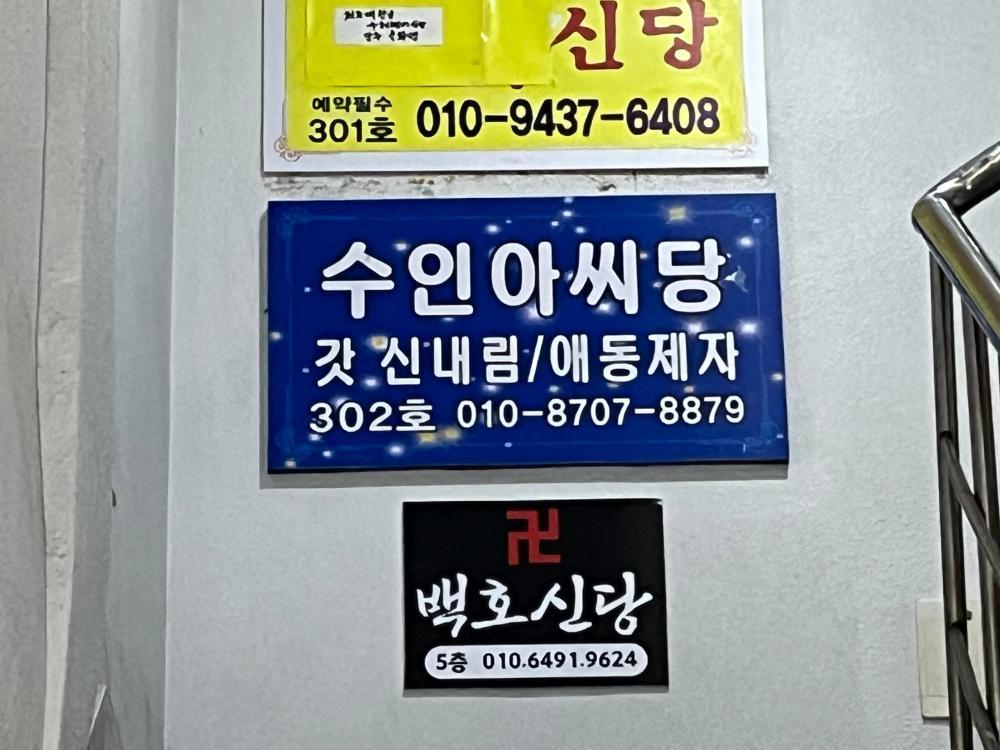 신당
예약필수
301호 010-9437-6408
수인아씨당
갓 신내림/애동제자
302호 010-8707-8879
卍
백호신당
5층 010.6491.9624